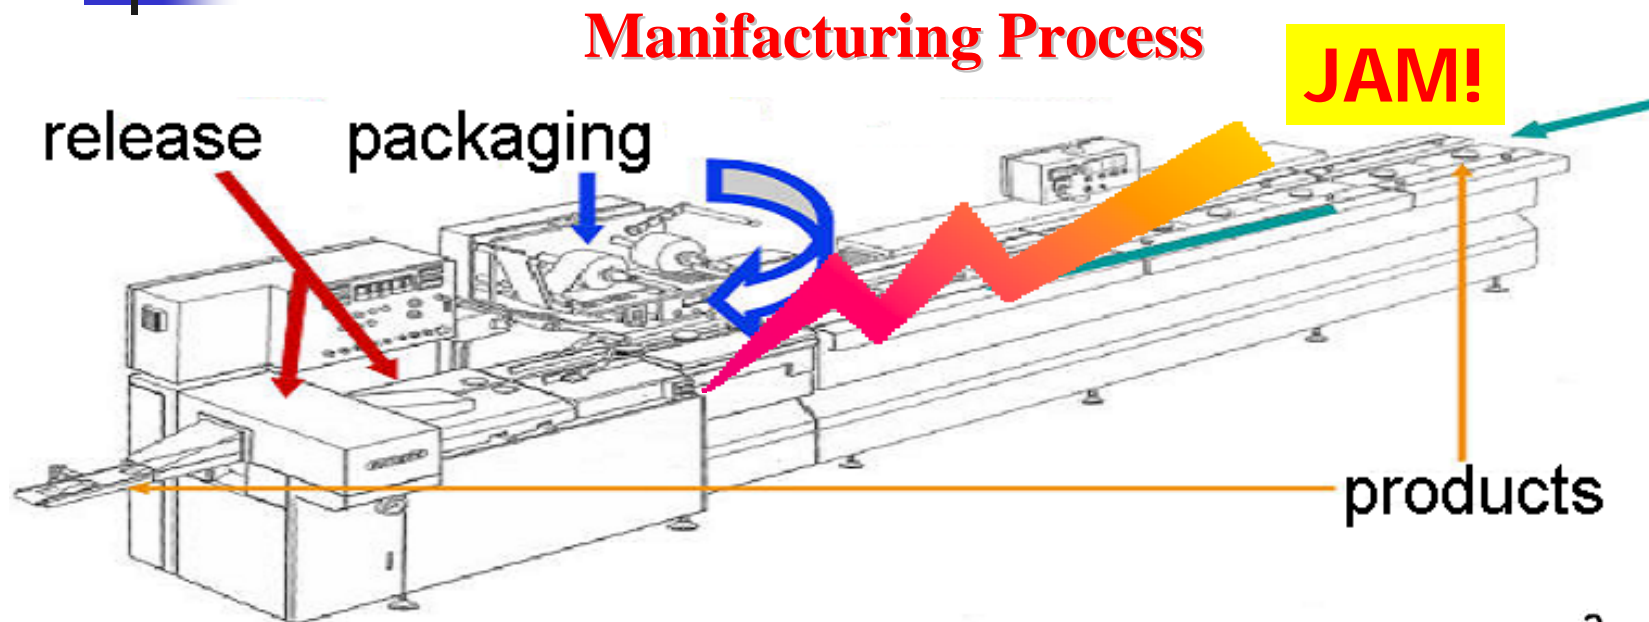 Manifacturing Process
JAM!
release packaging
products